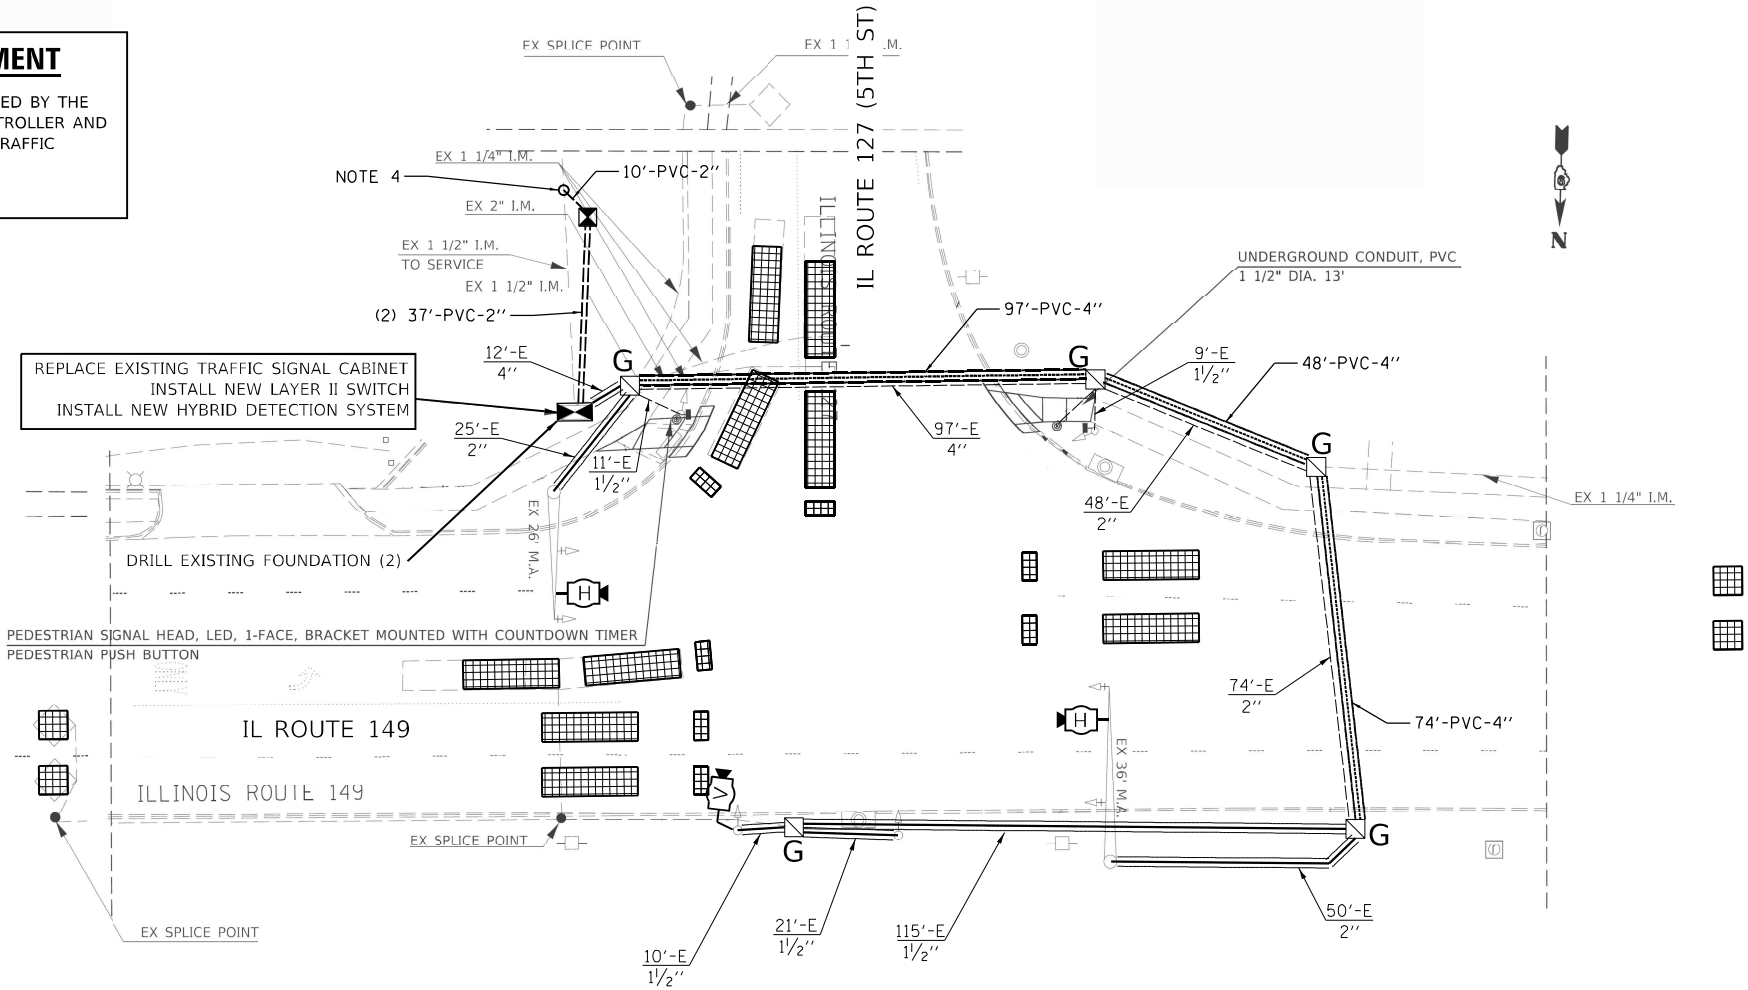 MENT
ED BY THE
TROLLER AND
RAFFIC
EX SPLICE POINT
IL ROUTE 127 (5TH ST)
EX 1 1/4" I.M.
NOTE 4
10'-PVC-2"
EX 2" I.M.
EX 1 1/2" I.M.
TO SERVICE
EX 1 1/2" I.M.
(2) 37'-PVC-2"
N
UNDERGROUND CONDUIT, PVC
1 1/2" DIA. 13'
97'-PVC-4"
12'-E
4"
G
G
9'-E
1 1/2"
48'-PVC-4"
REPLACE EXISTING TRAFFIC SIGNAL CABINET
INSTALL NEW LAYER II SWITCH
INSTALL NEW HYBRID DETECTION SYSTEM
25'-E
2"
11'-E
1 1/2"
97'-E
4"
G
48'-E
2"
EX 1 1/4" I.M.
EX 26' M.A.
DRILL EXISTING FOUNDATION (2)
H
PEDESTRIAN SIGNAL HEAD, LED, 1-FACE, BRACKET MOUNTED WITH COUNTDOWN TIMER
PEDESTRIAN PUSH BUTTON
74'-E
2"
74'-PVC-4"
IL ROUTE 149
H
EX 36' M.A.
ILLINOIS ROUTE 149
V
EX SPLICE POINT
G
G
EX SPLICE POINT
10'-E
1 1/2"
21'-E
1 1/2"
115'-E
1 1/2"
50'-E
2"